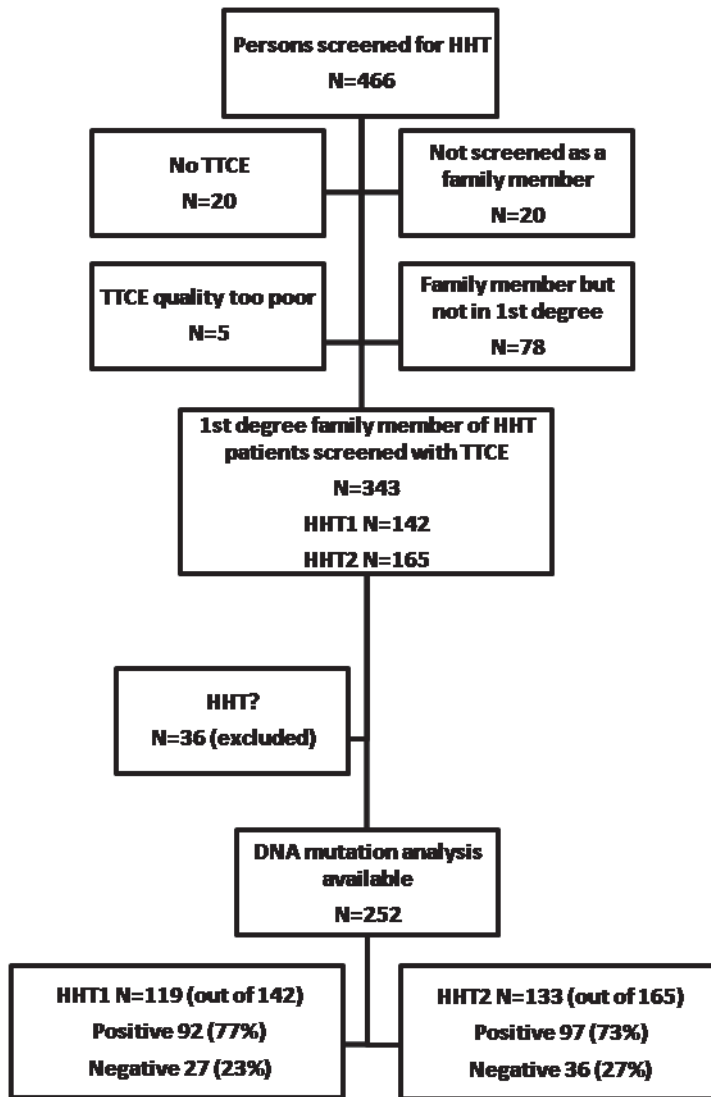 Persons screened for HHT
N=466
No TTCE
N=20
Not screened as a
family member
N=20
TTCE quality too poor
N=5
Family member but
not in 1st degree
N=78
1st degree family member of HHT
patients screened with TTCE
N=343
HHT1 N=142
HHT2 N=165
HHT?
N=36 (excluded)
DNA mutation analysis
available
N=252
HHT1 N=119 (out of 142)
Positive 92 (77%)
Negative 27 (23%)
HHT2 N=133 (out of 165)
Positive 97 (73%)
Negative 36 (27%)